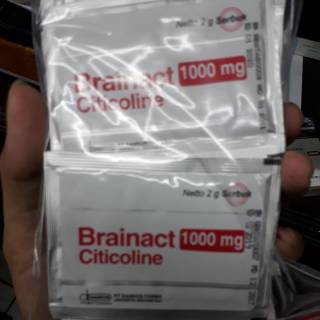 Netto 2 g Serbuk
Brainact 1000 mg
Citicoline
Netto 2 g Serbuk
Brainact 1000 mg
Citicoline